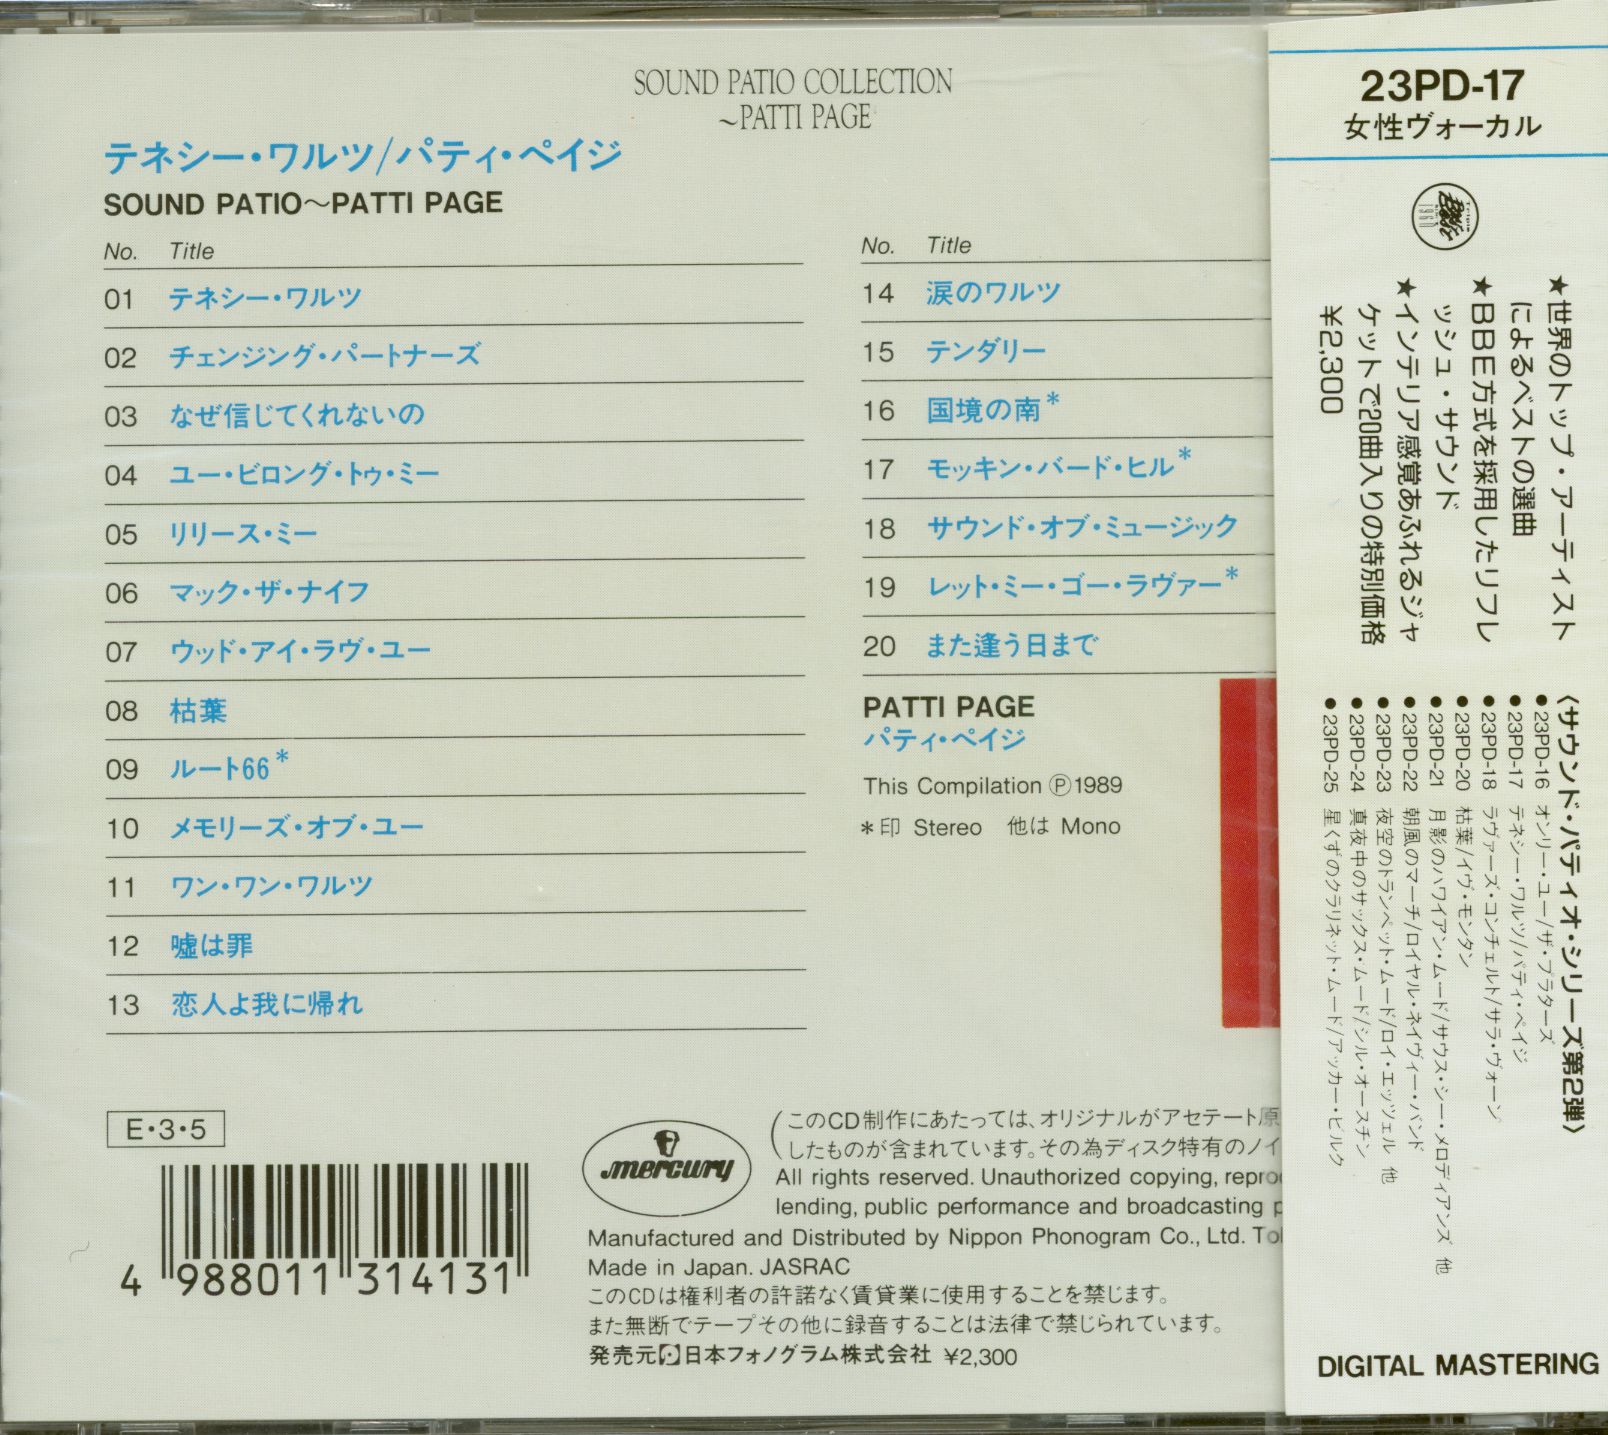 SOUND PATIO COLLECTION
~PATTI PAGE
テネシー・ワルツ/パティ・ペイジ
SOUND PATIO~PATTI PAGE
No. Title
01 テネシー・ワルツ
02 チェンジング・パートナーズ
03 なぜ信じてくれないの
04 ユー・ビロング・トゥ・ミー
05 リリース・ミー
06 マック・ザ・ナイフ
07 ウッド・アイ・ラヴ・ユー
08 枯葉
09 ルート66*
10 メモリーズ・オブ・ユー
11 ワン・ワン・ワルツ
12 嘘は罪
13 恋人よ我に帰れ
No. Title
14 涙のワルツ
15 テンダリー
16 国境の南*
17 モッキン・バード・ヒル*
18 サウンド・オブ・ミュージック
19 レット・ミー・ゴー・ラヴァー*
20 また逢う日まで
PATTI PAGE
パティ・ペイジ
This Compilation Ⓟ1989
*印 Stereo 他は Mono
E・3・5
4 988011 314131
mercury
(このCD制作にあたっては、オリジナルがアセテート原
したものが含まれています。その為ディスク特有のノイ
All rights reserved. Unauthorized copying, repro
lending, public performance and broadcasting p
Manufactured and Distributed by Nippon Phonogram Co., Ltd. To
Made in Japan. JASRAC
このCDは権利者の許諾なく賃貸業に使用することを禁じます。
また無断でテープその他に録音することは法律で禁じられています。
発売元 日本フォノグラム株式会社 ¥2,300
23PD-17
女性ヴォーカル
★世界のトップ・アーティスト
によるベストの選曲
★BBE方式を採用したリフレ
ッシュ・サウンド
★インテリア感覚あふれるジャ
ケットで20曲入りの特別価格
¥2,300
〈サウンド・パティオ・シリーズ第2弾〉
●23PD-16 オンリー・ユー/ザ・プラターズ
●23PD-17 テネシー・ワルツ/パティ・ペイジ
●23PD-18 ラヴァーズ・コンチェルト/サラ・ヴォーン
●23PD-20 枯葉/イヴ・モンタン
●23PD-21 月影のハワイアン・ムード/サウス・シー・メロディアンズ 他
●23PD-22 朝風のマーチ/ロイヤル・ネイヴィー・バンド
●23PD-23 夜空のトランペット・ムード/ロイ・エッツェル 他
●23PD-24 真夜中のサックス・ムード/シル・オースチン
●23PD-25 星くずのクラリネット・ムード/アッカー・ビルク
DIGITAL MASTERING